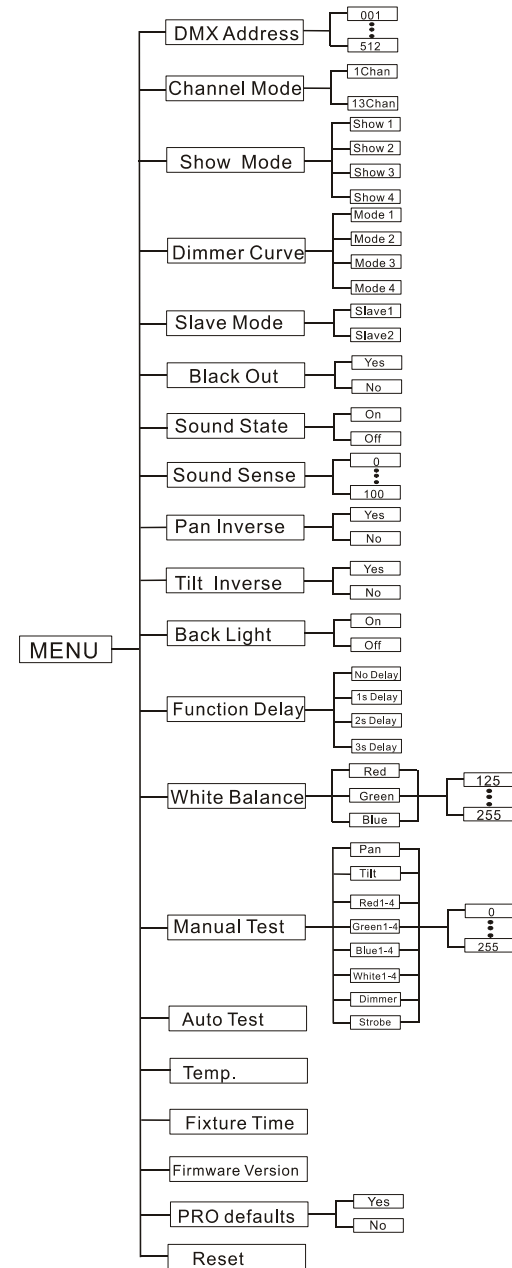 DMX Address
001
512
Channel Mode
1Chan
13Chan
Show Mode
Show 1
Show 2
Show 3
Show 4
Dimmer Curve
Mode 1
Mode 2
Mode 3
Mode 4
Slave Mode
Slave1
Slave2
Black Out
Yes
No
Sound State
On
Off
Sound Sense
0
100
Pan Inverse
Yes
No
Tilt Inverse
Yes
No
MENU
Back Light
On
Off
Function Delay
No Delay
1s Delay
2s Delay
3s Delay
White Balance
Red
Green
Blue
125
255
Manual Test
Pan
Tilt
Red1-4
Green1-4
Blue1-4
White1-4
Dimmer
Strobe
0
255
Auto Test
Temp.
Fixture Time
Firmware Version
PRO defaults
Yes
No
Reset